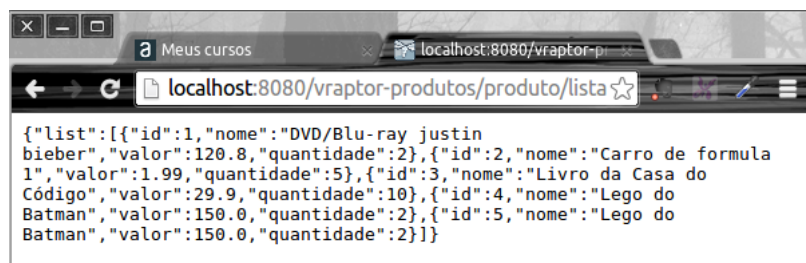 Meus cursos
localhost:8080/vraptor-p
localhost:8080/vraptor-produtos/produto/lista
{"list":[{"id":1,"nome":"DVD/Blu-ray justin
bieber","valor":120.8,"quantidade":2},{"id":2,"nome":"Carro de formula
1","valor":1.99,"quantidade":5},{"id":3,"nome":"Livro da Casa do
Código","valor":29.9,"quantidade":10},{"id":4,"nome":"Lego do
Batman","valor":150.0,"quantidade":2},{"id":5,"nome":"Lego do
Batman","valor":150.0,"quantidade":2}]}